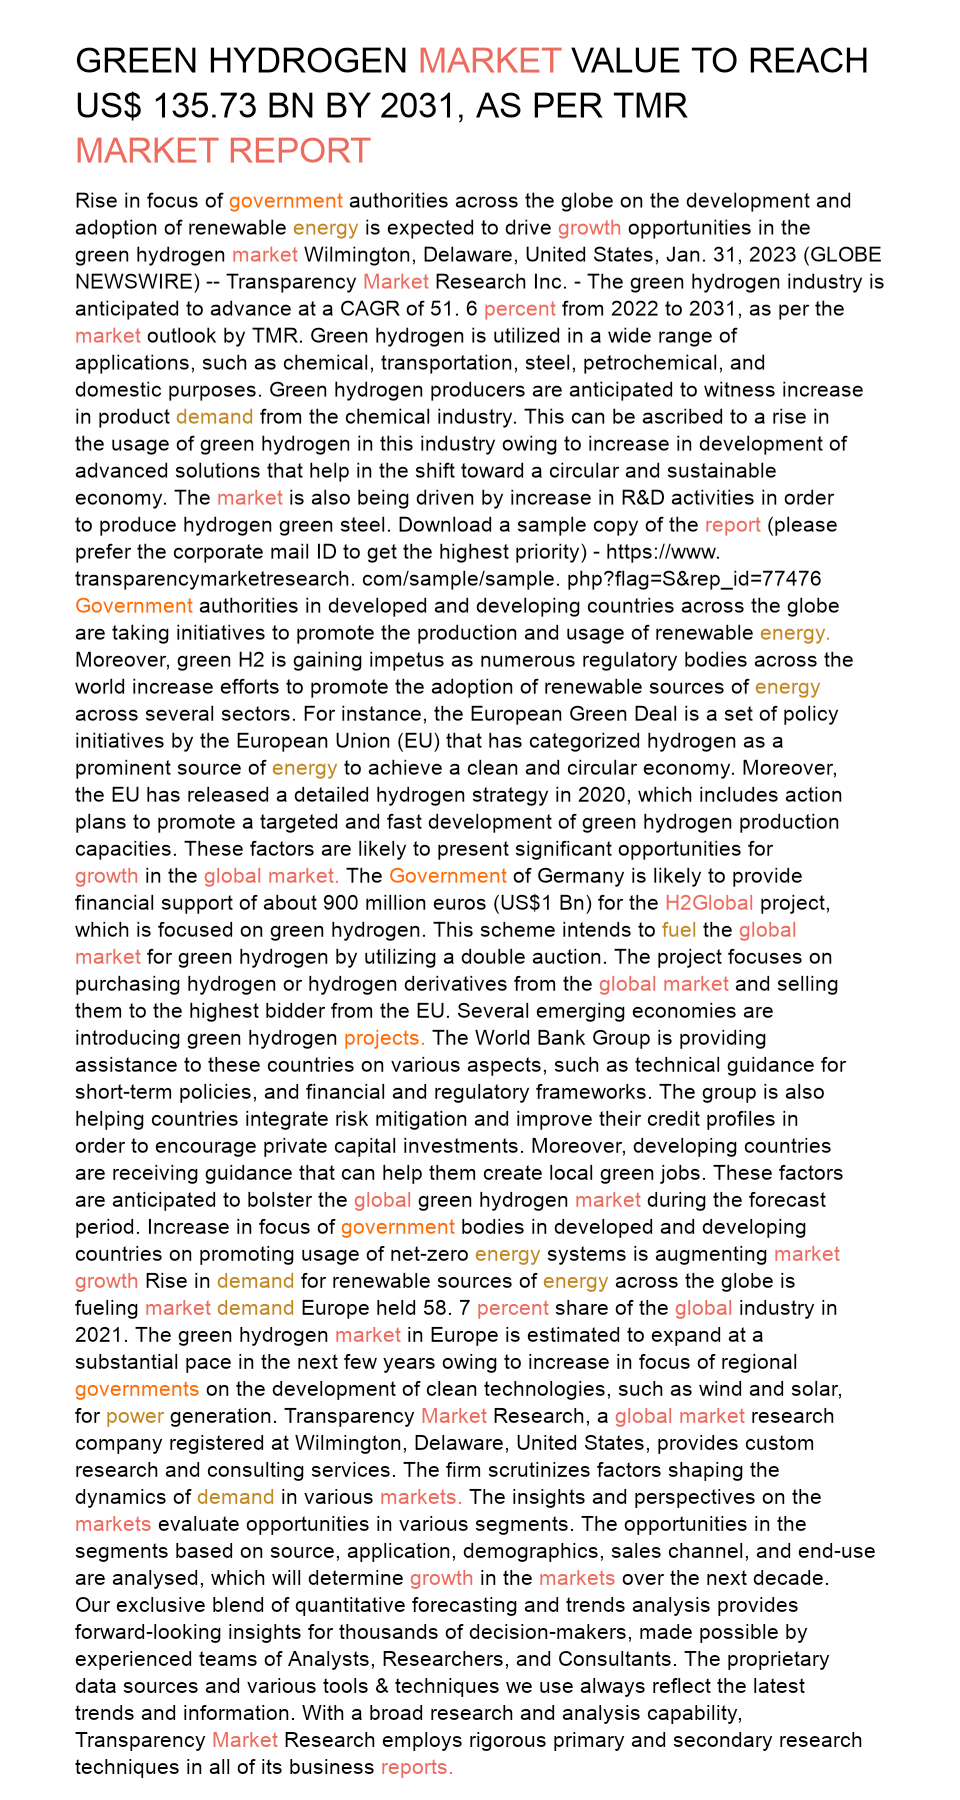 GREEN HYDROGEN MARKET VALUE TO REACH
US$ 135.73 BN BY 2031, AS PER TMR
MARKET REPORT
Rise in focus of government authorities across the globe on the development and
adoption of renewable energy is expected to drive growth opportunities in the
green hydrogen market Wilmington, Delaware, United States, Jan. 31, 2023 (GLOBE
NEWSWIRE) -- Transparency Market Research Inc. - The green hydrogen industry is
anticipated to advance at a CAGR of 51. 6 percent from 2022 to 2031, as per the
market outlook by TMR. Green hydrogen is utilized in a wide range of
applications, such as chemical, transportation, steel, petrochemical, and
domestic purposes. Green hydrogen producers are anticipated to witness increase
in product demand from the chemical industry. This can be ascribed to a rise in
the usage of green hydrogen in this industry owing to increase in development of
advanced solutions that help in the shift toward a circular and sustainable
economy. The market is also being driven by increase in R&D activities in order
to produce hydrogen green steel. Download a sample copy of the report (please
prefer the corporate mail ID to get the highest priority) - https://www.
transparencymarketresearch. com/sample/sample. php?flag=S&rep_id=77476
Government authorities in developed and developing countries across the globe
are taking initiatives to promote the production and usage of renewable energy.
Moreover, green H2 is gaining impetus as numerous regulatory bodies across the
world increase efforts to promote the adoption of renewable sources of energy
across several sectors. For instance, the European Green Deal is a set of policy
initiatives by the European Union (EU) that has categorized hydrogen as a
prominent source of energy to achieve a clean and circular economy. Moreover,
the EU has released a detailed hydrogen strategy in 2020, which includes action
plans to promote a targeted and fast development of green hydrogen production
capacities. These factors are likely to present significant opportunities for
growth in the global market. The Government of Germany is likely to provide
financial support of about 900 million euros (US$1 Bn) for the H2Global project,
which is focused on green hydrogen. This scheme intends to fuel the global
market for green hydrogen by utilizing a double auction. The project focuses on
purchasing hydrogen or hydrogen derivatives from the global market and selling
them to the highest bidder from the EU. Several emerging economies are
introducing green hydrogen projects. The World Bank Group is providing
assistance to these countries on various aspects, such as technical guidance for
short-term policies, and financial and regulatory frameworks. The group is also
helping countries integrate risk mitigation and improve their credit profiles in
order to encourage private capital investments. Moreover, developing countries
are receiving guidance that can help them create local green jobs. These factors
are anticipated to bolster the global green hydrogen market during the forecast
period. Increase in focus of government bodies in developed and developing
countries on promoting usage of net-zero energy systems is augmenting market
growth Rise in demand for renewable sources of energy across the globe is
fueling market demand Europe held 58. 7 percent share of the global industry in
2021. The green hydrogen market in Europe is estimated to expand at a
substantial pace in the next few years owing to increase in focus of regional
governments on the development of clean technologies, such as wind and solar,
for power generation. Transparency Market Research, a global market research
company registered at Wilmington, Delaware, United States, provides custom
research and consulting services. The firm scrutinizes factors shaping the
dynamics of demand in various markets. The insights and perspectives on the
markets evaluate opportunities in various segments. The opportunities in the
segments based on source, application, demographics, sales channel, and end-use
are analysed, which will determine growth in the markets over the next decade.
Our exclusive blend of quantitative forecasting and trends analysis provides
forward-looking insights for thousands of decision-makers, made possible by
experienced teams of Analysts, Researchers, and Consultants. The proprietary
data sources and various tools & techniques we use always reflect the latest
trends and information. With a broad research and analysis capability,
Transparency Market Research employs rigorous primary and secondary research
techniques in all of its business reports.